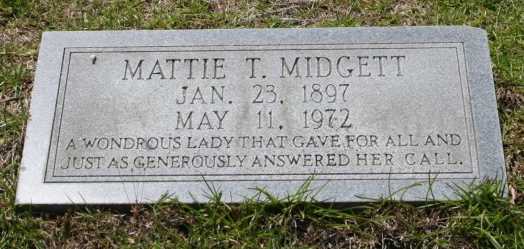 MATTIE T. MIDGETT
JAN. 23, 1897
MAY 11, 1972
A WONDROUS LADY THAT GAVE FOR ALL AND
JUST AS GENEROUSLY ANSWERED HER CALL.